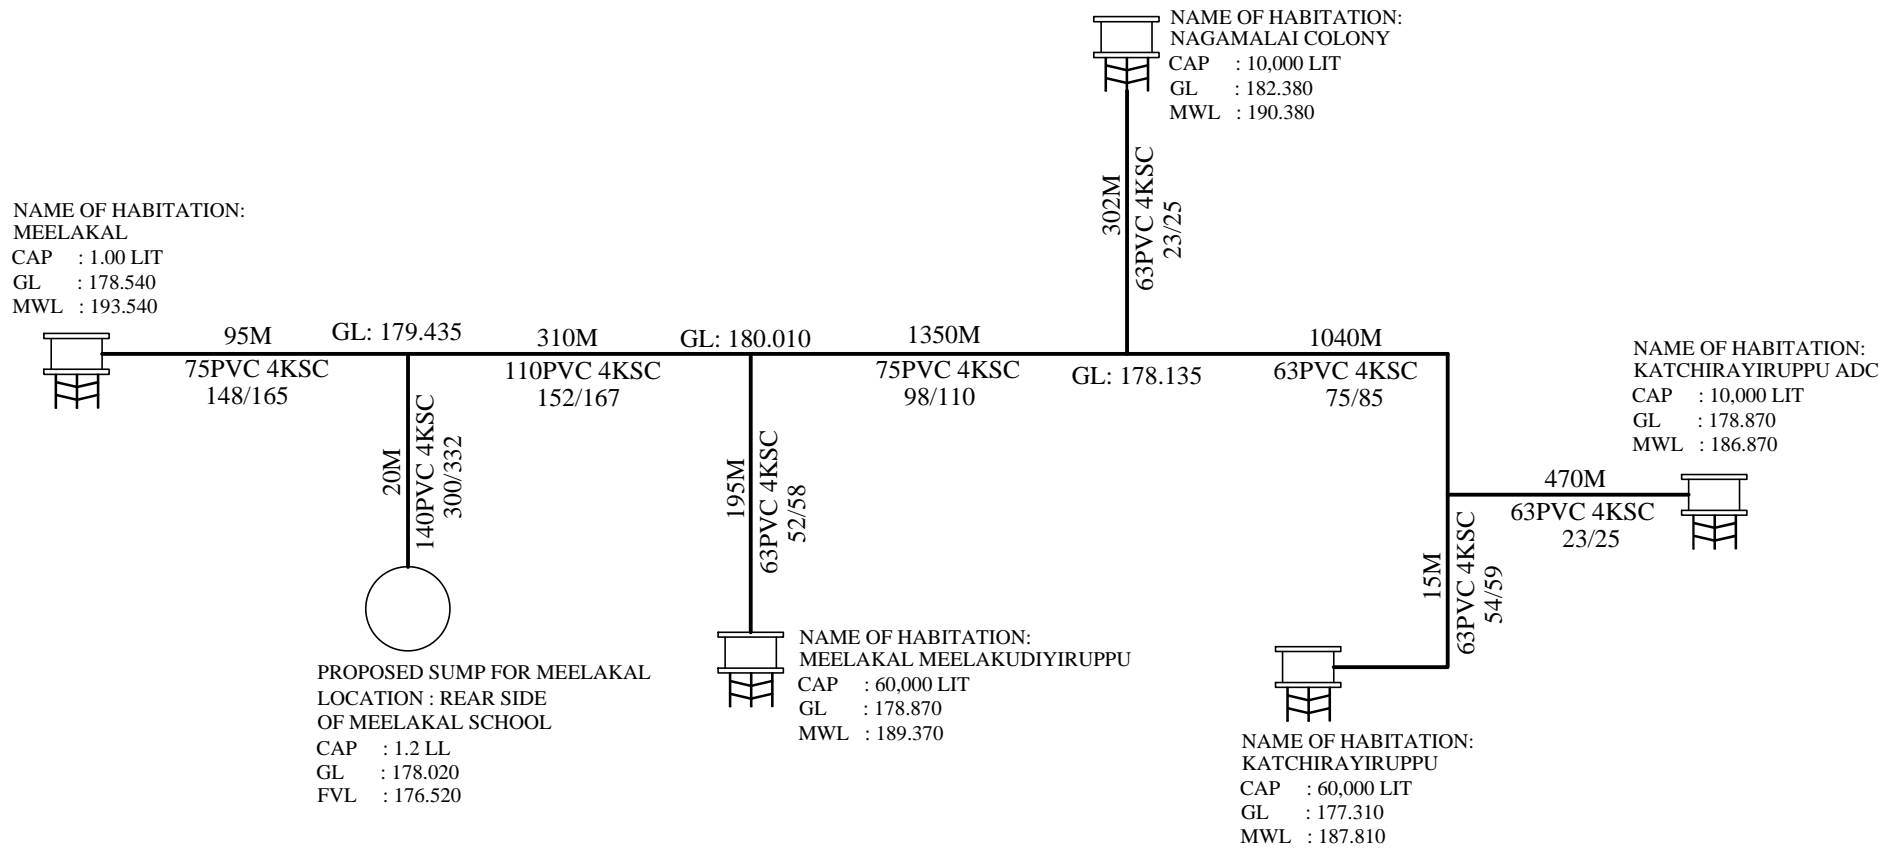 NAME OF HABITATION:
NAGAMALAI COLONY
CAP : 10,000 LIT
GL : 182.380
MWL : 190.380
302M
63PVC 4KSC
23/25
NAME OF HABITATION:
MEELAKAL
CAP : 1.00 LIT
GL : 178.540
MWL : 193.540
95M
75PVC 4KSC
148/165
GL: 179.435
310M
110PVC 4KSC
152/167
GL: 180.010
1350M
75PVC 4KSC
98/110
GL: 178.135
1040M
63PVC 4KSC
75/85
NAME OF HABITATION:
KATCHIRAYIRUPPU ADC
CAP : 10,000 LIT
GL : 178.870
MWL : 186.870
20M
140PVC 4KSC
300/332
195M
63PVC 4KSC
52/58
470M
63PVC 4KSC
23/25
15M
63PVC 4KSC
54/59
PROPOSED SUMP FOR MEELAKAL
LOCATION : REAR SIDE
OF MEELAKAL SCHOOL
CAP : 1.2 LL
GL : 178.020
FVL : 176.520
NAME OF HABITATION:
MEELAKAL MEELAKUDIYIRUPPU
CAP : 60,000 LIT
GL : 178.870
MWL : 189.370
NAME OF HABITATION:
KATCHIRAYIRUPPU
CAP : 60,000 LIT
GL : 177.310
MWL : 187.810